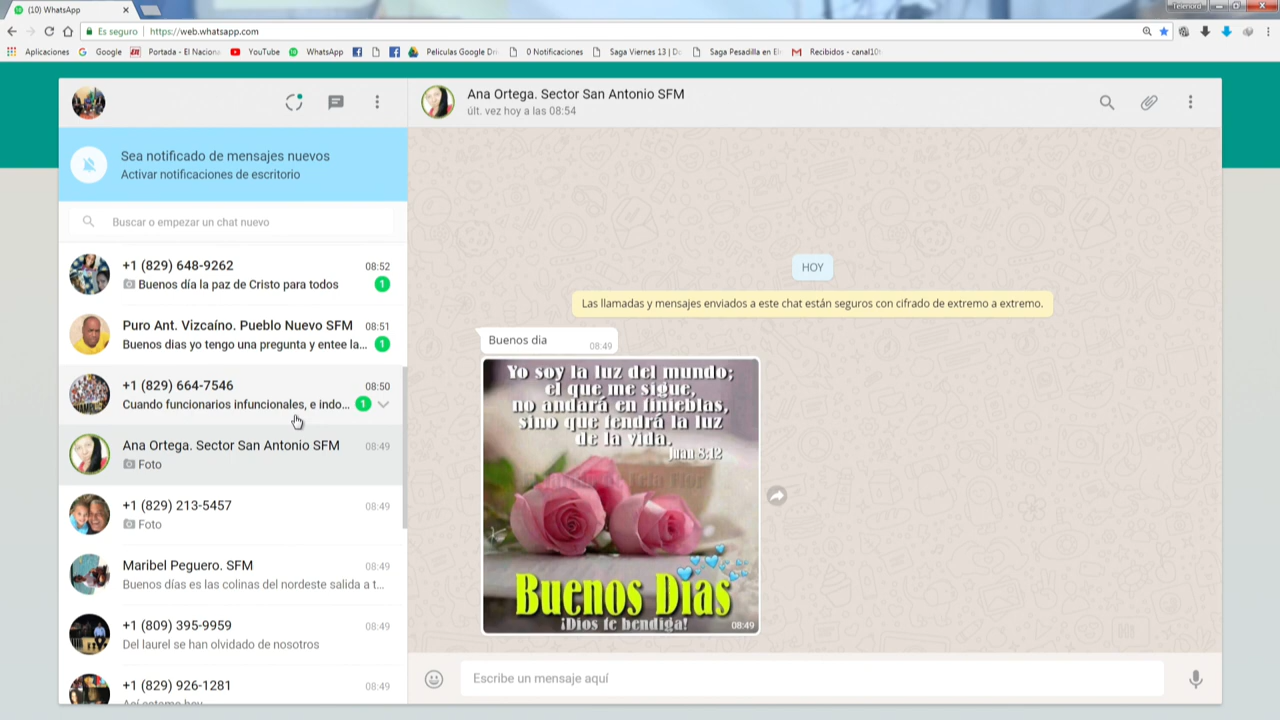 (10) WhatsApp
Telenord
Es seguro
https://web.whatsapp.com
Aplicaciones
Google
Portada - El Naciona
YouTube
WhatsApp
Peliculas Google Dri
0 Notificaciones
Saga Viernes 13 | Do
Saga Pesadilla en El
Recibidos - canal10
Sea notificado de mensajes nuevos
Activar notificaciones de escritorio
Buscar o empezar un chat nuevo
+1 (829) 648-9262
08:52
Buenos día la paz de Cristo para todos
1
Puro Ant. Vizcaíno. Pueblo Nuevo SFM
08:51
Buenos dias yo tengo una pregunta y entee la...
1
+1 (829) 664-7546
08:50
Cuando funcionarios infuncionales, e indo...
1
Ana Ortega. Sector San Antonio SFM
08:49
Foto
+1 (829) 213-5457
08:49
Foto
Maribel Peguero. SFM
08:49
Buenos días es las colinas del nordeste salida a t...
+1 (809) 395-9959
08:49
Del laurel se han olvidado de nosotros
+1 (829) 926-1281
08:49
Ana Ortega. Sector San Antonio SFM
últ. vez hoy a las 08:54
HOY
Las llamadas y mensajes enviados a este chat están seguros con cifrado de extremo a extremo.
Buenos dia
08:49
Yo soy la luz del mundo;
el que me sigue,
no andará en tinieblas,
sino que tendrá la luz
de la vida.
Juan 8:12
Buenos Dias
¡Dios te bendiga!
08:49
Escribe un mensaje aquí